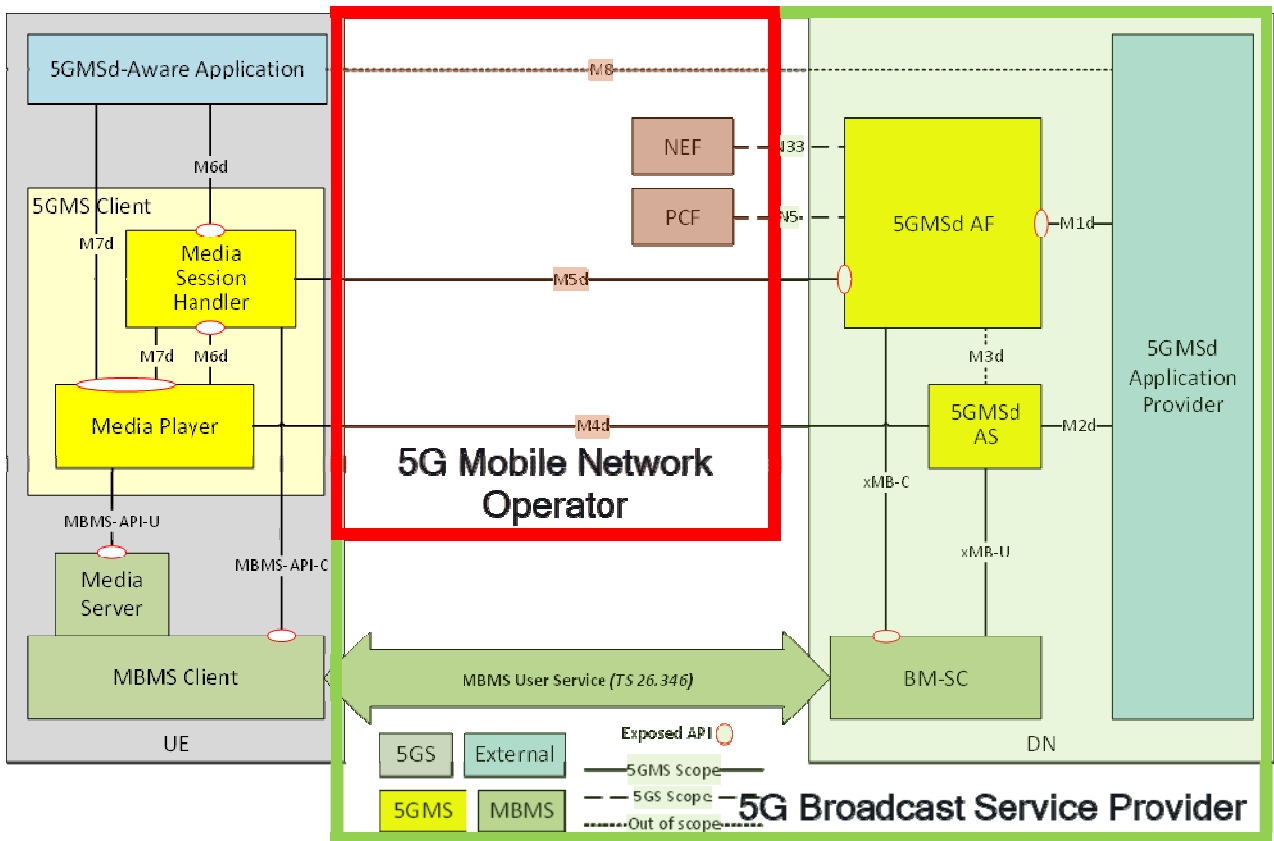 5GMSd-Aware Application
M8
NEF
N33
PCF
N5
M6d
5GMS Client
M7d
Media
Session
Handler
M5d
5GMSd AF
M1d
M7d
M6d
M3d
5GMSd
Application
Provider
Media Player
M4d
5GMSd
AS
M2d
5G Mobile Network
Operator
xMB-C
MBMS-API-U
xMB-U
MBMS-API-C
Media
Server
MBMS Client
MBMS User Service (TS 26.346)
BM-SC
UE
Exposed API
DN
5GS
External
5GMS Scope
5GS Scope
5GMS
MBMS
Out of scope
5G Broadcast Service Provider